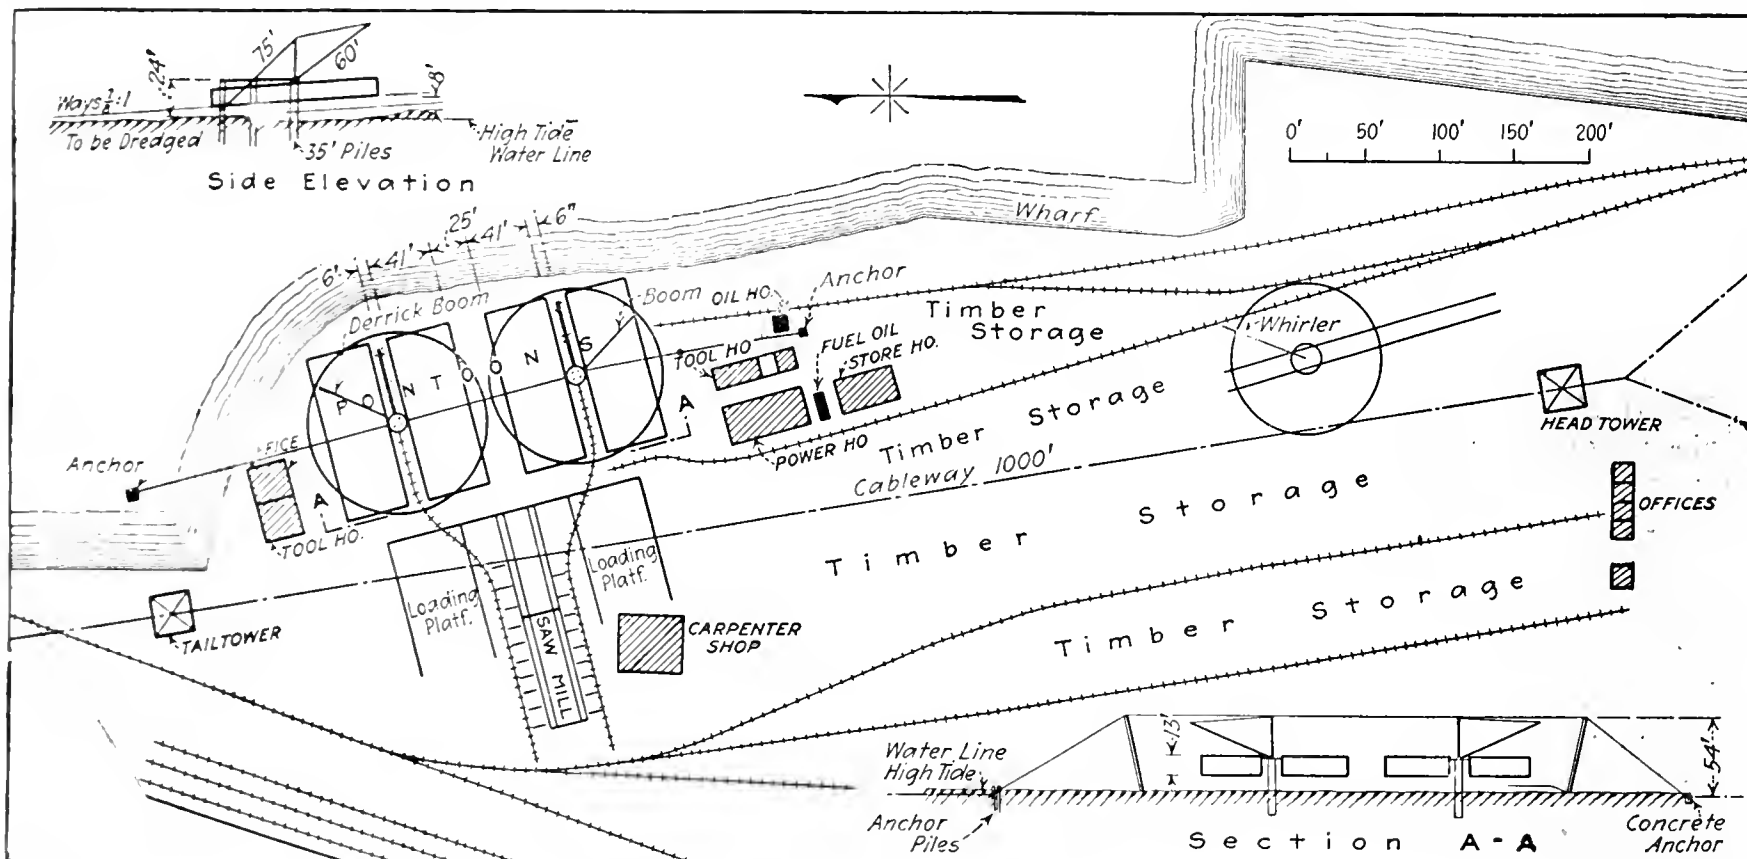 75'
60'
24'
8'
Ways 7/8:1
To be Dredged
High Tide
Water Line
35' Piles
Side Elevation
0' 50' 100' 150' 200'
Wharf
6' 41' 25' 41' 6"
Derrick Boom
Boom
OIL HO.
Anchor
Timber
Storage
TOOL HO
FUEL OIL
STORE HO.
Whirler
PONTOONS
A
POWER HO
Timber Storage
Cableway 1000'
HEAD TOWER
Anchor
FICE
A
TOOL HO.
Timber Storage
OFFICES
Loading
Platf.
Loading
Platf.
SAW MILL
CARPENTER
SHOP
TAILTOWER
Timber Storage
Water Line
High Tide
13'
54'
Anchor
Piles
Section A-A
Concrete
Anchor